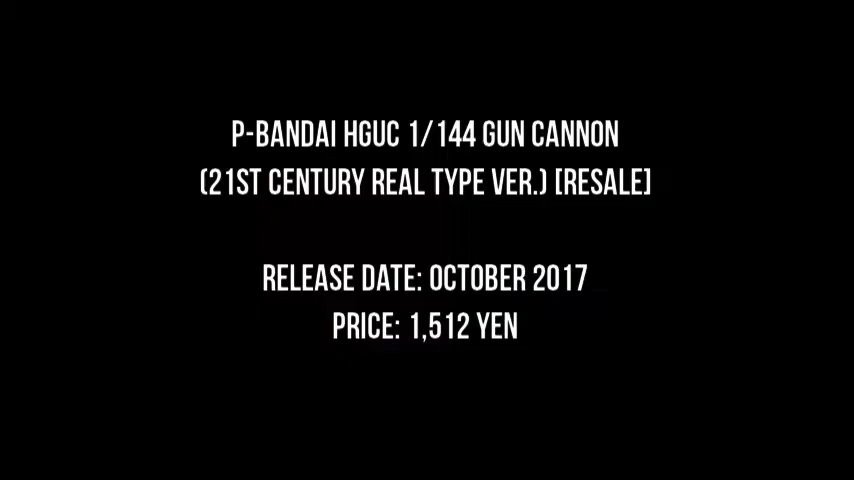 P-BANDAI HGUC 1/144 GUN CANNON
(21ST CENTURY REAL TYPE VER.) [RESALE]
RELEASE DATE: OCTOBER 2017
PRICE: 1,512 YEN